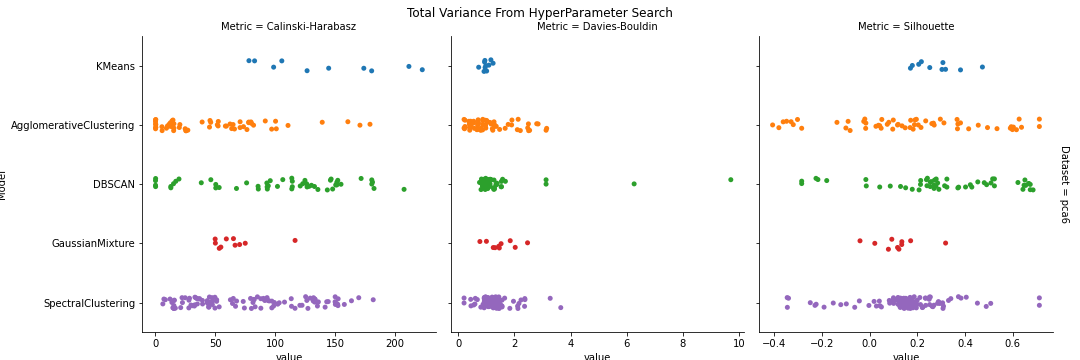 Total Variance From HyperParameter Search
Metric = Calinski-Harabasz
Metric = Davies-Bouldin
Metric = Silhouette
KMeans
AgglomerativeClustering
DBSCAN
GaussianMixture
SpectralClustering
Model
Dataset = pca6
0 50 100 150 200
0 2 4 6 8 10
−0.4 −0.2 0.0 0.2 0.4 0.6
value
value
value